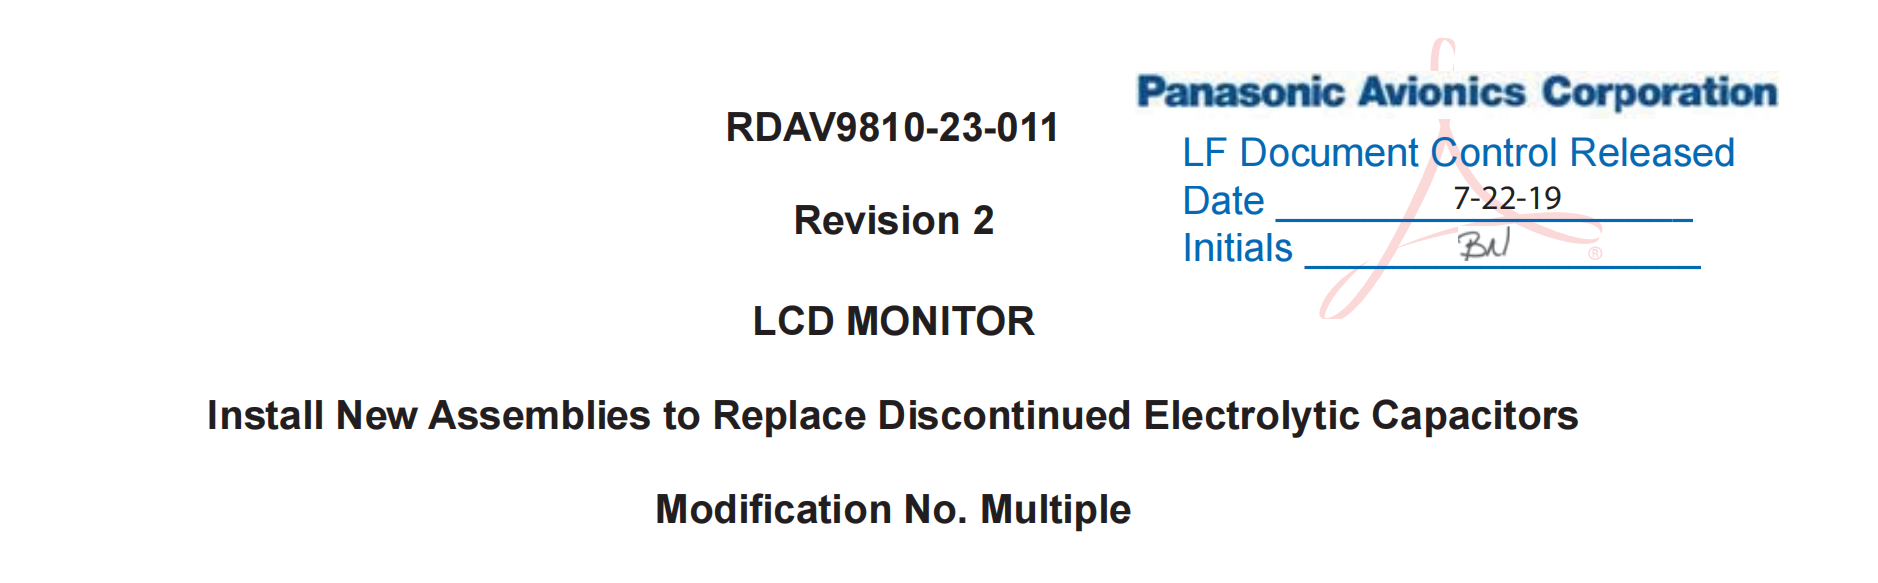 Panasonic Avionics Corporation
RDAV9810-23-011
LF Document Control Released
Date 7-22-19
Revision 2
Initials BN
®
LCD MONITOR
Install New Assemblies to Replace Discontinued Electrolytic Capacitors
Modification No. Multiple